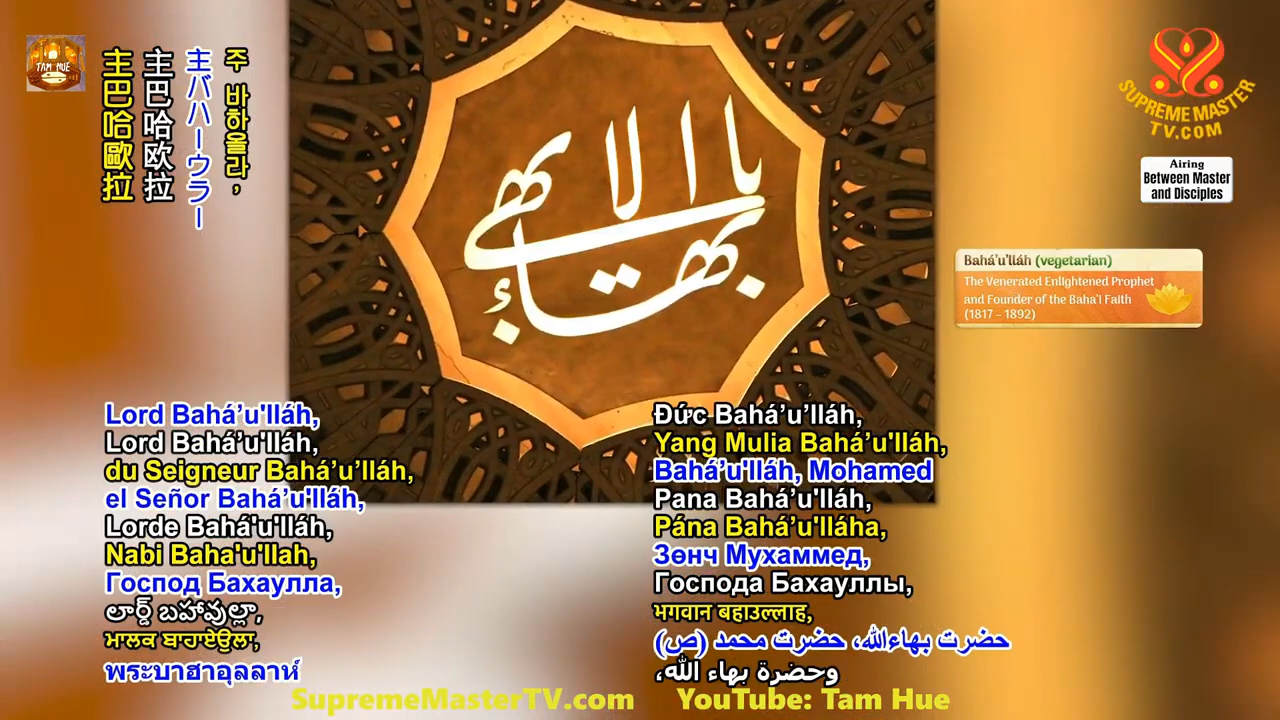 TAM HUE
主巴哈歐拉
主巴哈欧拉
主バハーウラー
주 바하올라,
يا بهاء الابهى
SUPREME MASTER
TV.COM
Airing
Between Master
and Disciples
Bahá’u’lláh (vegetarian)
The Venerated Enlightened Prophet
and Founder of the Baha’i Faith
(1817 – 1892)
Lord Bahá’u'lláh,
Lord Bahá’u'lláh,
du Seigneur Bahá’u’lláh,
el Señor Bahá’u'lláh,
Lorde Bahá'u'lláh,
Nabi Baha'u'llah,
Господ Бахаулла,
లార్డ్ బహావుల్లా,
ਮਾਲਕ ਬਾਹਾਏਉਲਾ,
พระบาฮาอุลลาห์
Đức Bahá’u’lláh,
Yang Mulia Bahá’u'lláh,
Bahá’u'lláh, Mohamed
Pana Bahá’u'lláh,
Pána Bahá’u'lláha,
Зөнч Мухаммед,
Господа Бахауллы,
भगवान बहाउल्लाह,
حضرت بهاءالله، حضرت محمد (ص)
وحضرة بهاء الله،
SupremeMasterTV.com
YouTube: Tam Hue